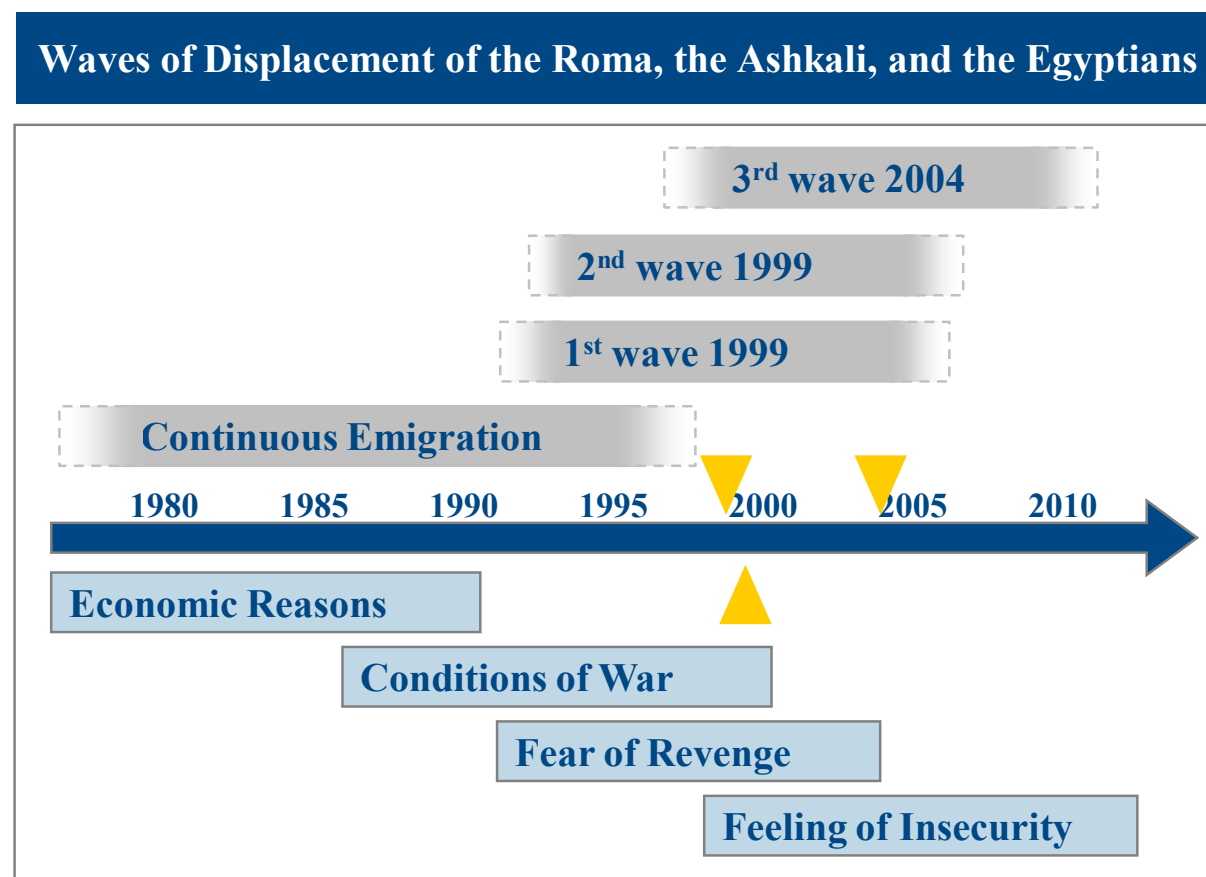 Waves of Displacement of the Roma, the Ashkali, and the Egyptians
3rd wave 2004
2nd wave 1999
1st wave 1999
Continuous Emigration
1980 1985 1990 1995 2000 2005 2010
Economic Reasons
Conditions of War
Fear of Revenge
Feeling of Insecurity